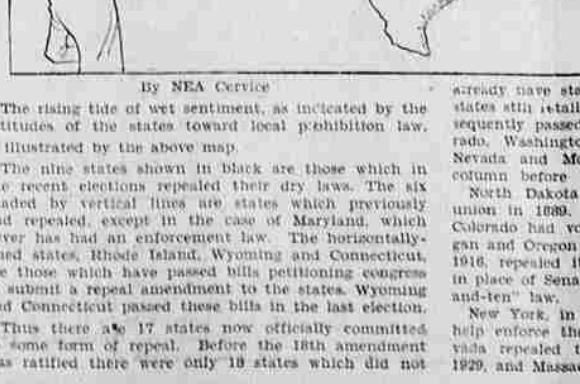 By NEA Cervice
The rising tide of wet sentiment, as indicated by the
titudes of the states toward local prohibition law,
illustrated by the above map.
The nine states shown in black are those which in
e recent elections repealed their dry laws. The six
aded by vertical lines are states which previously
d repealed, except in the case of Maryland, which
ver has had an enforcement law. The horizontally-
ned states, Rhode Island, Wyoming and Connecticut,
e those which have passed bills petitioning congress
submit a repeal amendment to the states. Wyoming
d Connecticut passed these bills in the last election.
Thus there are 17 states now officially committed
some form of repeal. Before the 18th amendment
as ratified there were only 18 states which did not
already have sta
states still retali
sequently passed
rado, Washingto
Nevada and Mo
column before
North Dakota
union in 1889.
Colorado had vo
gan and Oregon
1916, repealed it
in place of Sena
and-ten" law.
New York, in
help enforce the
vada repealed t
1929, and Massac